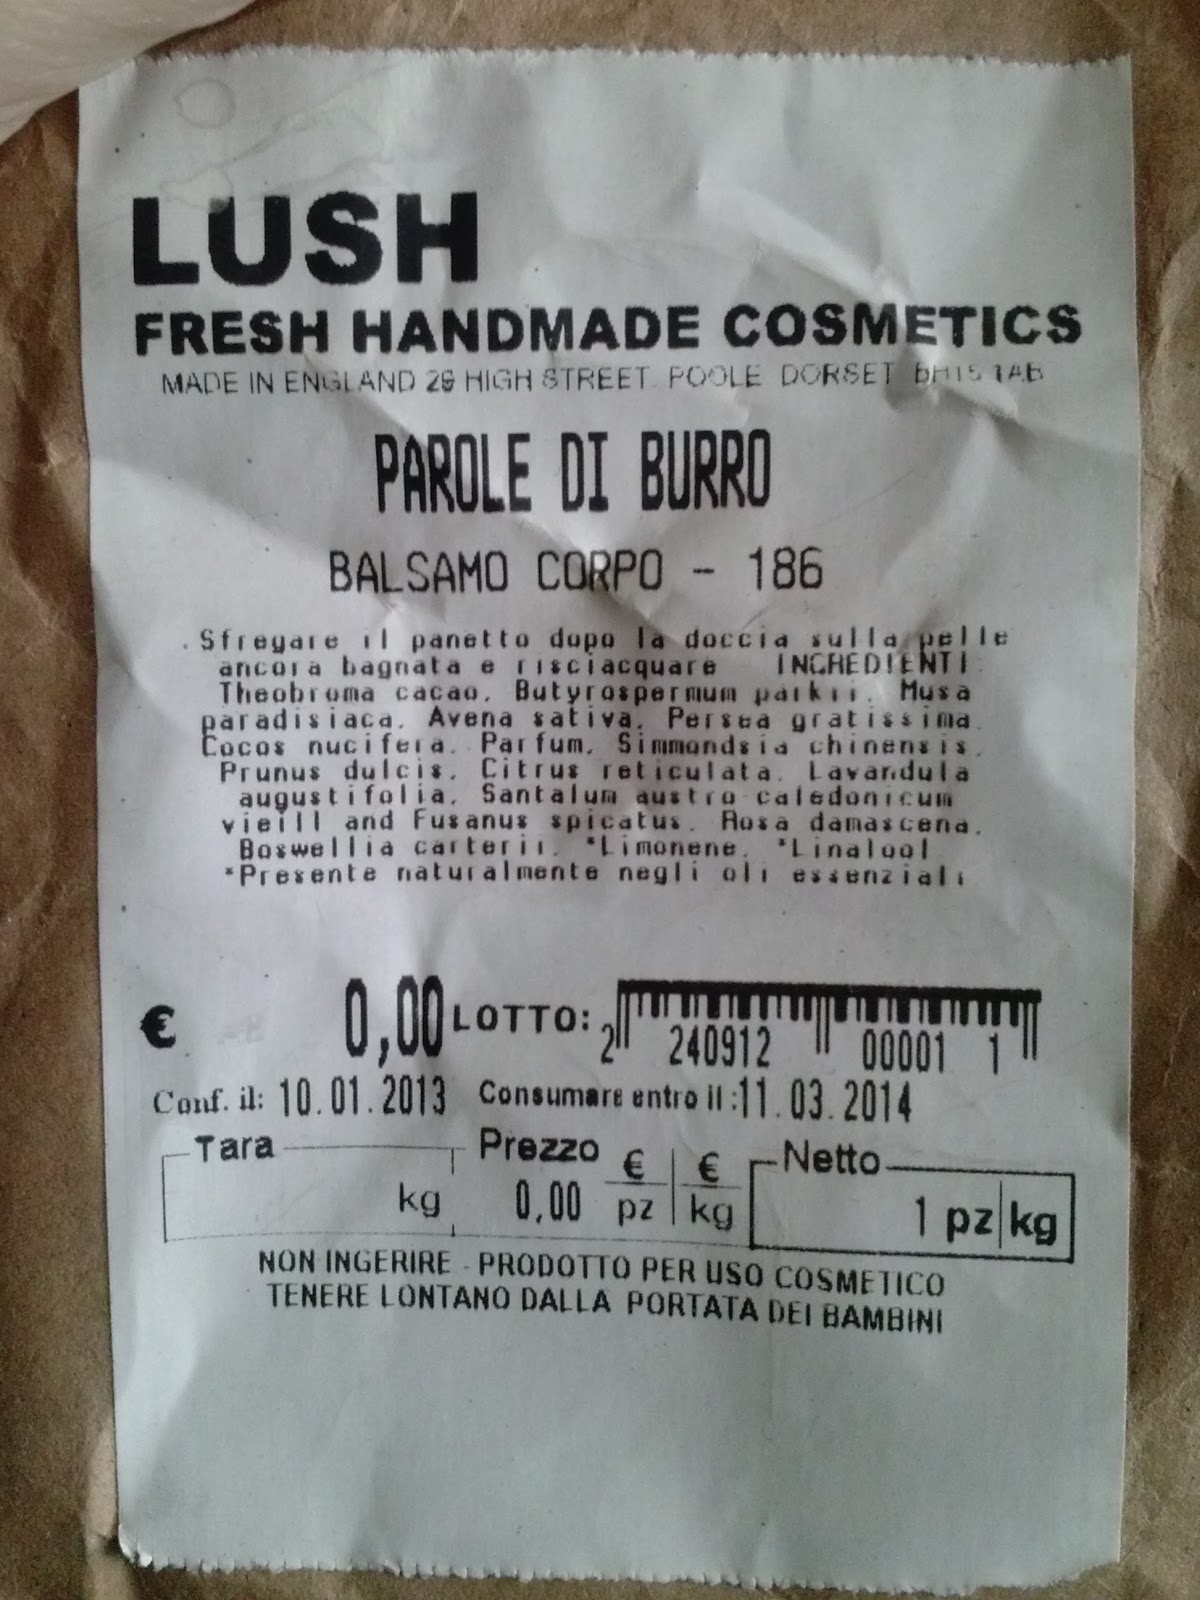 LUSH
FRESH HANDMADE COSMETICS
MADE IN ENGLAND 29 HIGH STREET POOLE DORSET BH15 1AB
PAROLE DI BURRO
BALSAMO CORPO - 186
.Sfregare il panetto dopo la doccia sulla pelle
ancora bagnata e risciacquare INGREDIENTI:
Theobroma cacao, Butyrospermum parkii, Musa
paradisiaca, Avena sativa, Persea gratissima,
Cocos nucifera, Parfum, Simmondsia chinensis,
Prunus dulcis, Citrus reticulata, Lavandula
augustifolia, Santalum austro caledonicum
vieill and Fusanus spicatus, Rosa damascena,
Boswellia carterii, *Limonene, *Linalool
*Presente naturalmente negli oli essenziali
€ 0,00 LOTTO: 2 240912 00001 1
Conf. il: 10.01.2013 Consumare entro il :11.03.2014
Tara kg Prezzo 0,00 € pz € kg Netto 1 pz kg
NON INGERIRE - PRODOTTO PER USO COSMETICO
TENERE LONTANO DALLA PORTATA DEI BAMBINI